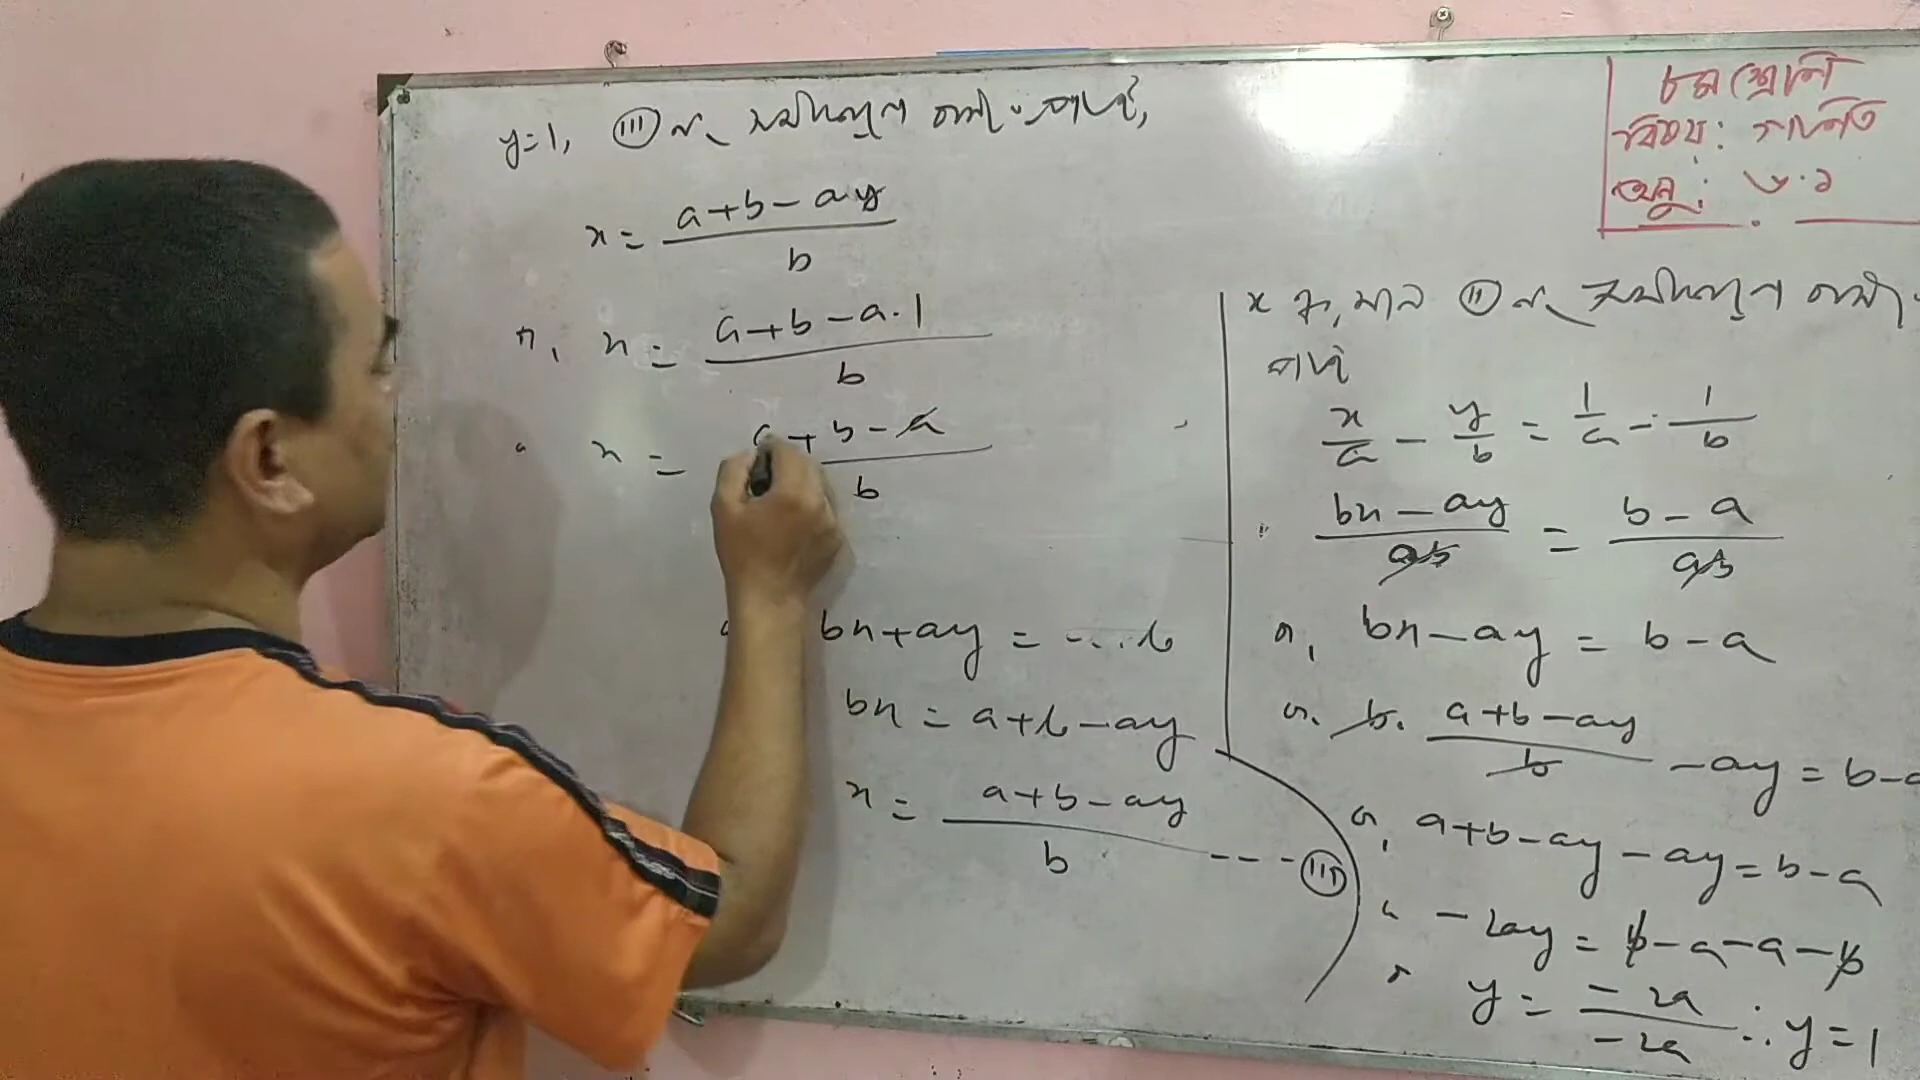 y=1, (III) নং সমীকরণে বসাই পাই,
x = (a+b-ay)/b
বা, x = (a+b-a.1)/b
x = (a+b-a)/b
bx+ay = ...b
bx = a+b-ay
x = (a+b-ay)/b ---(III)
৮ম শ্রেণি
বিষয়: গণিত
অনু: ৬.১
x এর মান (II) নং সমীকরণে বসাই
পাই
x/a - y/b = 1/a - 1/b
(bx-ay)/ab = (b-a)/ab
বা, bx-ay = b-a
বা, b. (a+b-ay)/b -ay = b-a
বা, a+b-ay-ay = b-a
-2ay = b-a-a-b
y = -2a/-2a ∴ y=1